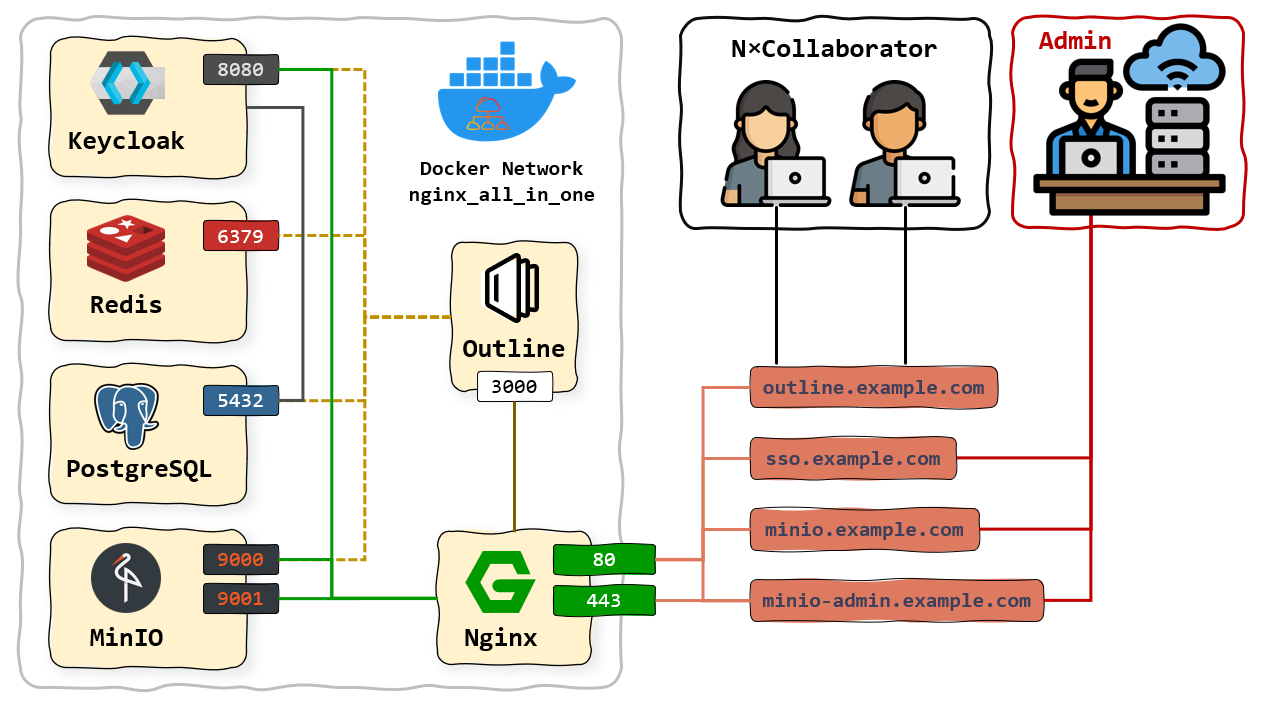 8080
Keycloak
6379
Redis
5432
PostgreSQL
9000
9001
MinIO
Docker Network
nginx_all_in_one
Outline
3000
80
443
Nginx
N×Collaborator
Admin
outline.example.com
sso.example.com
minio.example.com
minio-admin.example.com